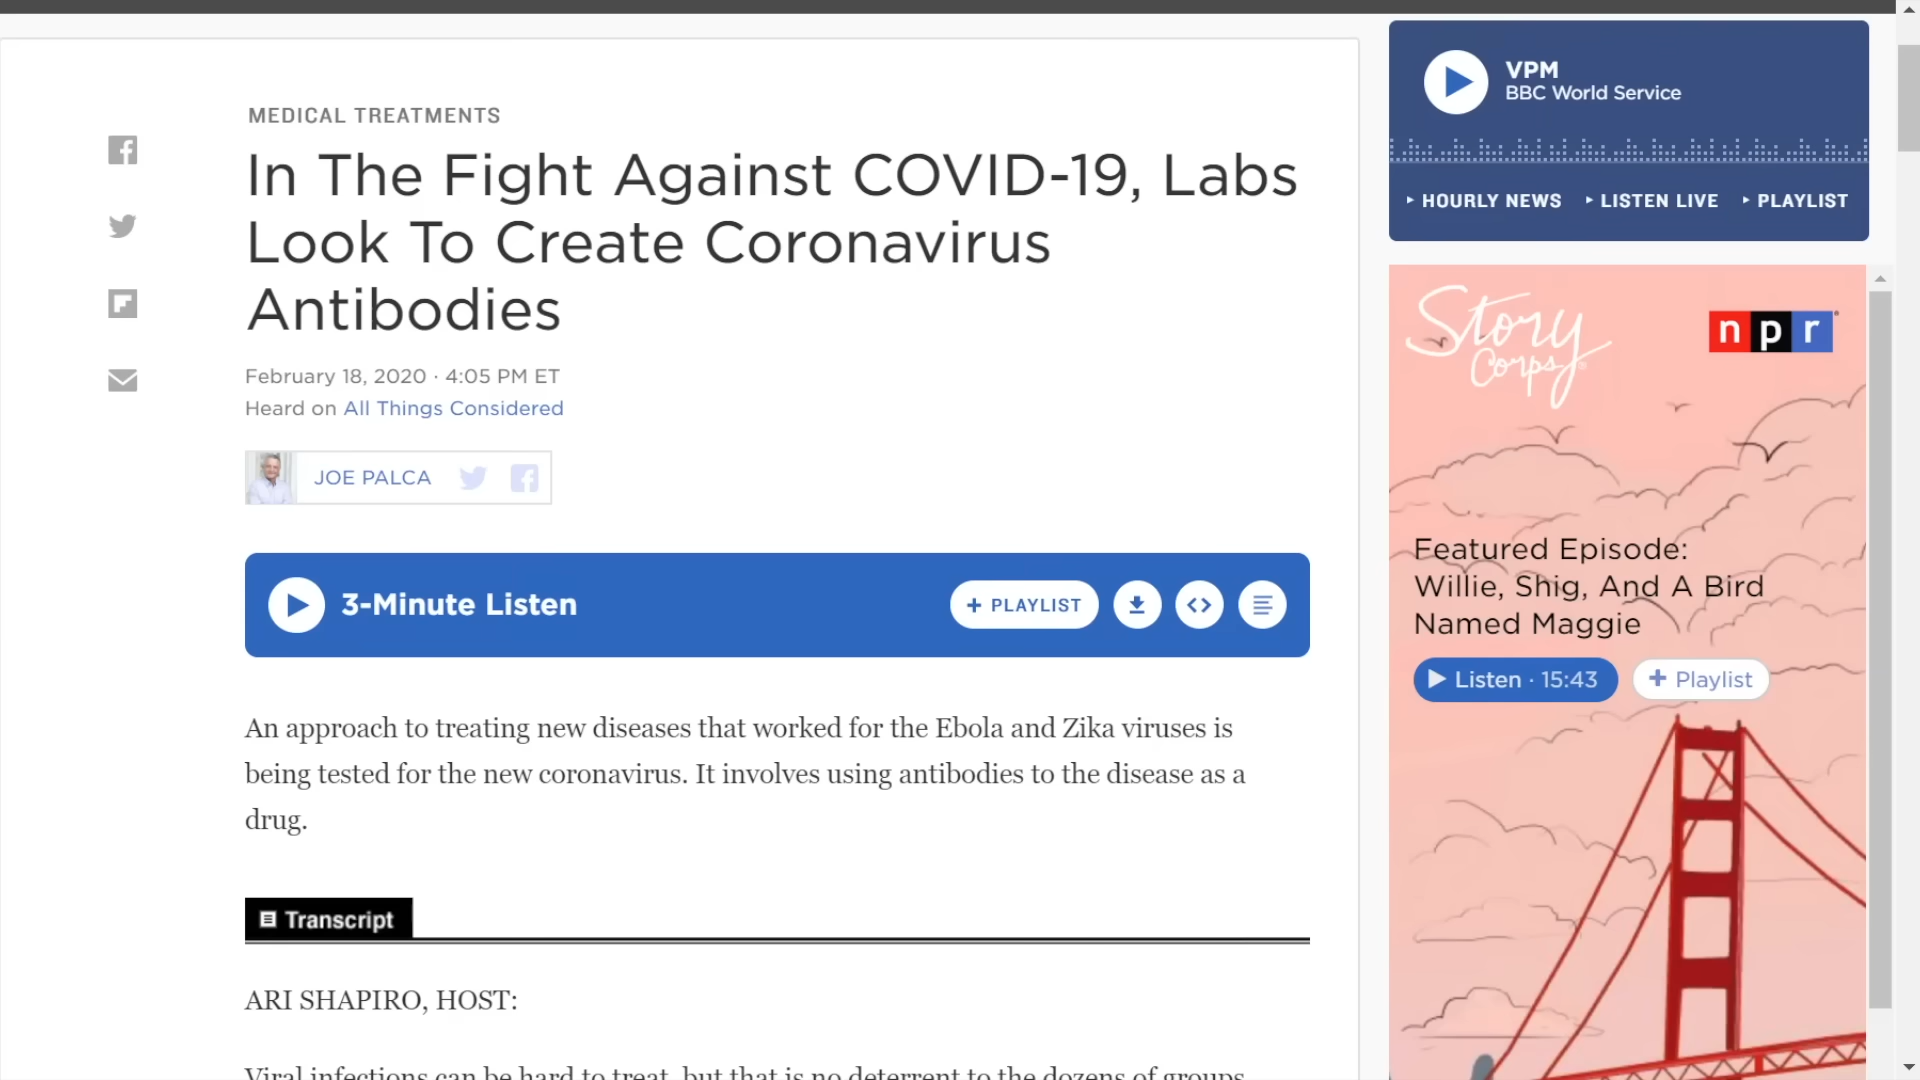 MEDICAL TREATMENTS
In The Fight Against COVID-19, Labs
Look To Create Coronavirus
Antibodies
February 18, 2020 · 4:05 PM ET
Heard on All Things Considered
JOE PALCA
3-Minute Listen
+ PLAYLIST
An approach to treating new diseases that worked for the Ebola and Zika viruses is
being tested for the new coronavirus. It involves using antibodies to the disease as a
drug.
Transcript
ARI SHAPIRO, HOST:
Viral infections can be hard to treat, but that is no deterrent to the dozens of groups
VPM
BBC World Service
HOURLY NEWS
LISTEN LIVE
PLAYLIST
Story
Corps
npr
Featured Episode:
Willie, Shig, And A Bird
Named Maggie
Listen · 15:43
+ Playlist